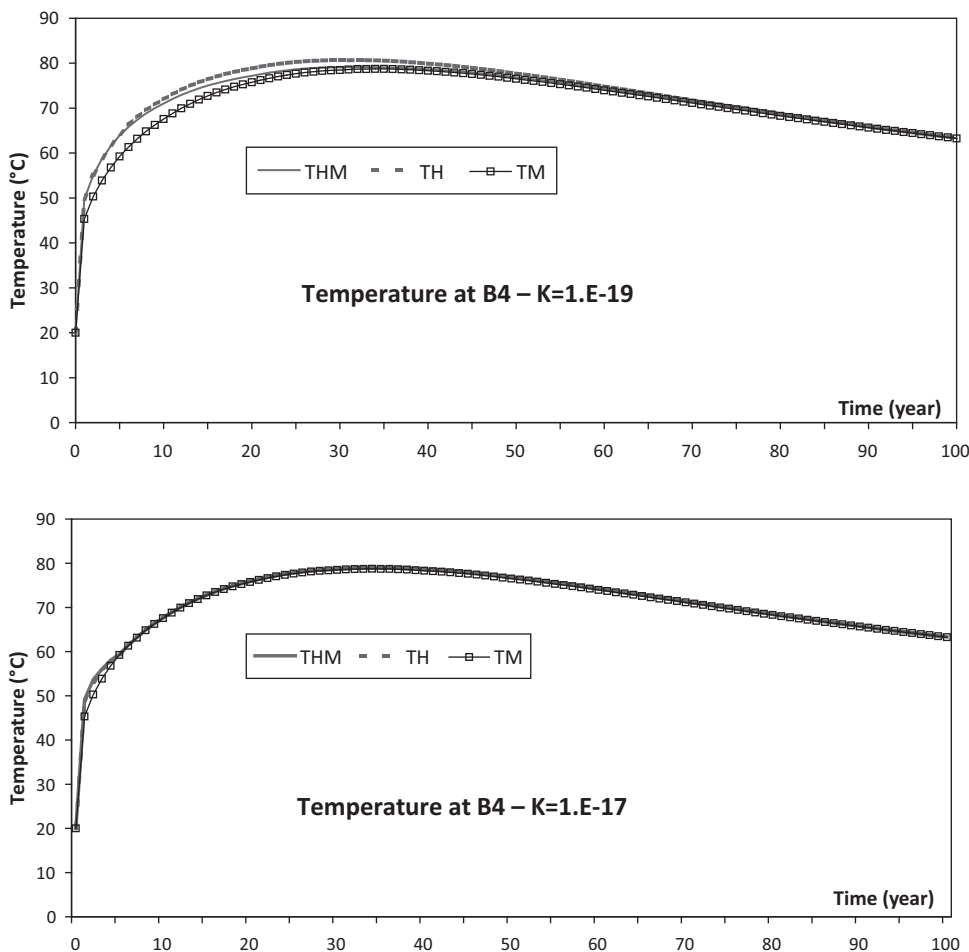 90
80
70
60
50
40
30
20
10
0
Temperature (°C)
THM TH TM
Temperature at B4 – K=1.E-19
Time (year)
0 10 20 30 40 50 60 70 80 90 100
90
80
70
60
50
40
30
20
10
0
Temperature (°C)
THM TH TM
Temperature at B4 – K=1.E-17
Time (year)
0 10 20 30 40 50 60 70 80 90 100